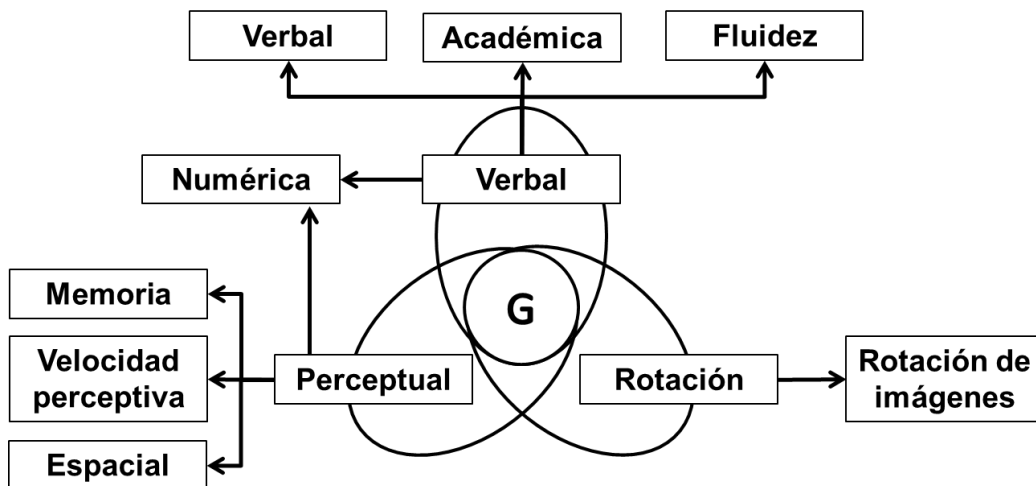 Verbal
Académica
Fluidez
Numérica
Verbal
Memoria
G
Velocidad
perceptiva
Perceptual
Rotación
Rotación de
imágenes
Espacial